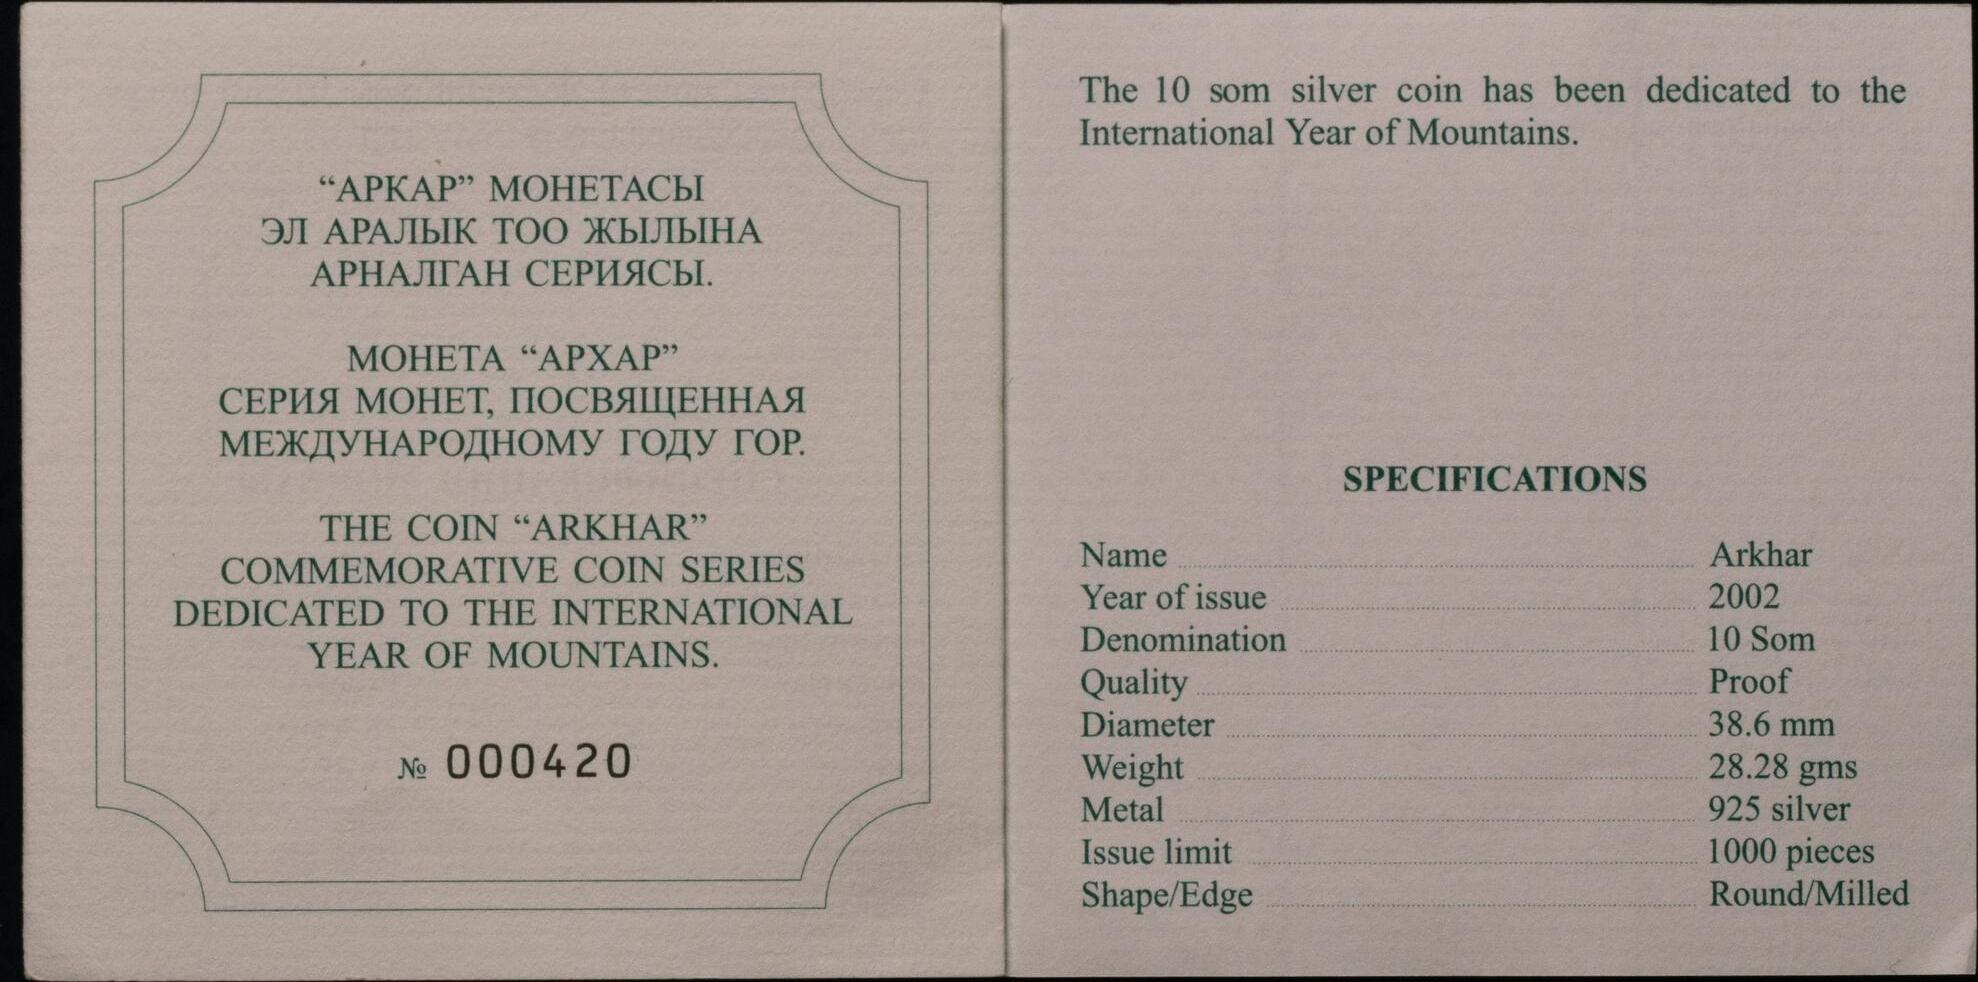 “АРКАР” МОНЕТАСЫ
ЭЛ АРАЛЫК ТОО ЖЫЛЫНА
АРНАЛГАН СЕРИЯСЫ.
МОНЕТА “АРХАР”
СЕРИЯ МОНЕТ, ПОСВЯЩЕННАЯ
МЕЖДУНАРОДНОМУ ГОДУ ГОР.
THE COIN “ARKHAR”
COMMEMORATIVE COIN SERIES
DEDICATED TO THE INTERNATIONAL
YEAR OF MOUNTAINS.
№ 000420
The 10 som silver coin has been dedicated to the
International Year of Mountains.
SPECIFICATIONS
Name Arkhar
Year of issue 2002
Denomination 10 Som
Quality Proof
Diameter 38.6 mm
Weight 28.28 gms
Metal 925 silver
Issue limit 1000 pieces
Shape/Edge Round/Milled